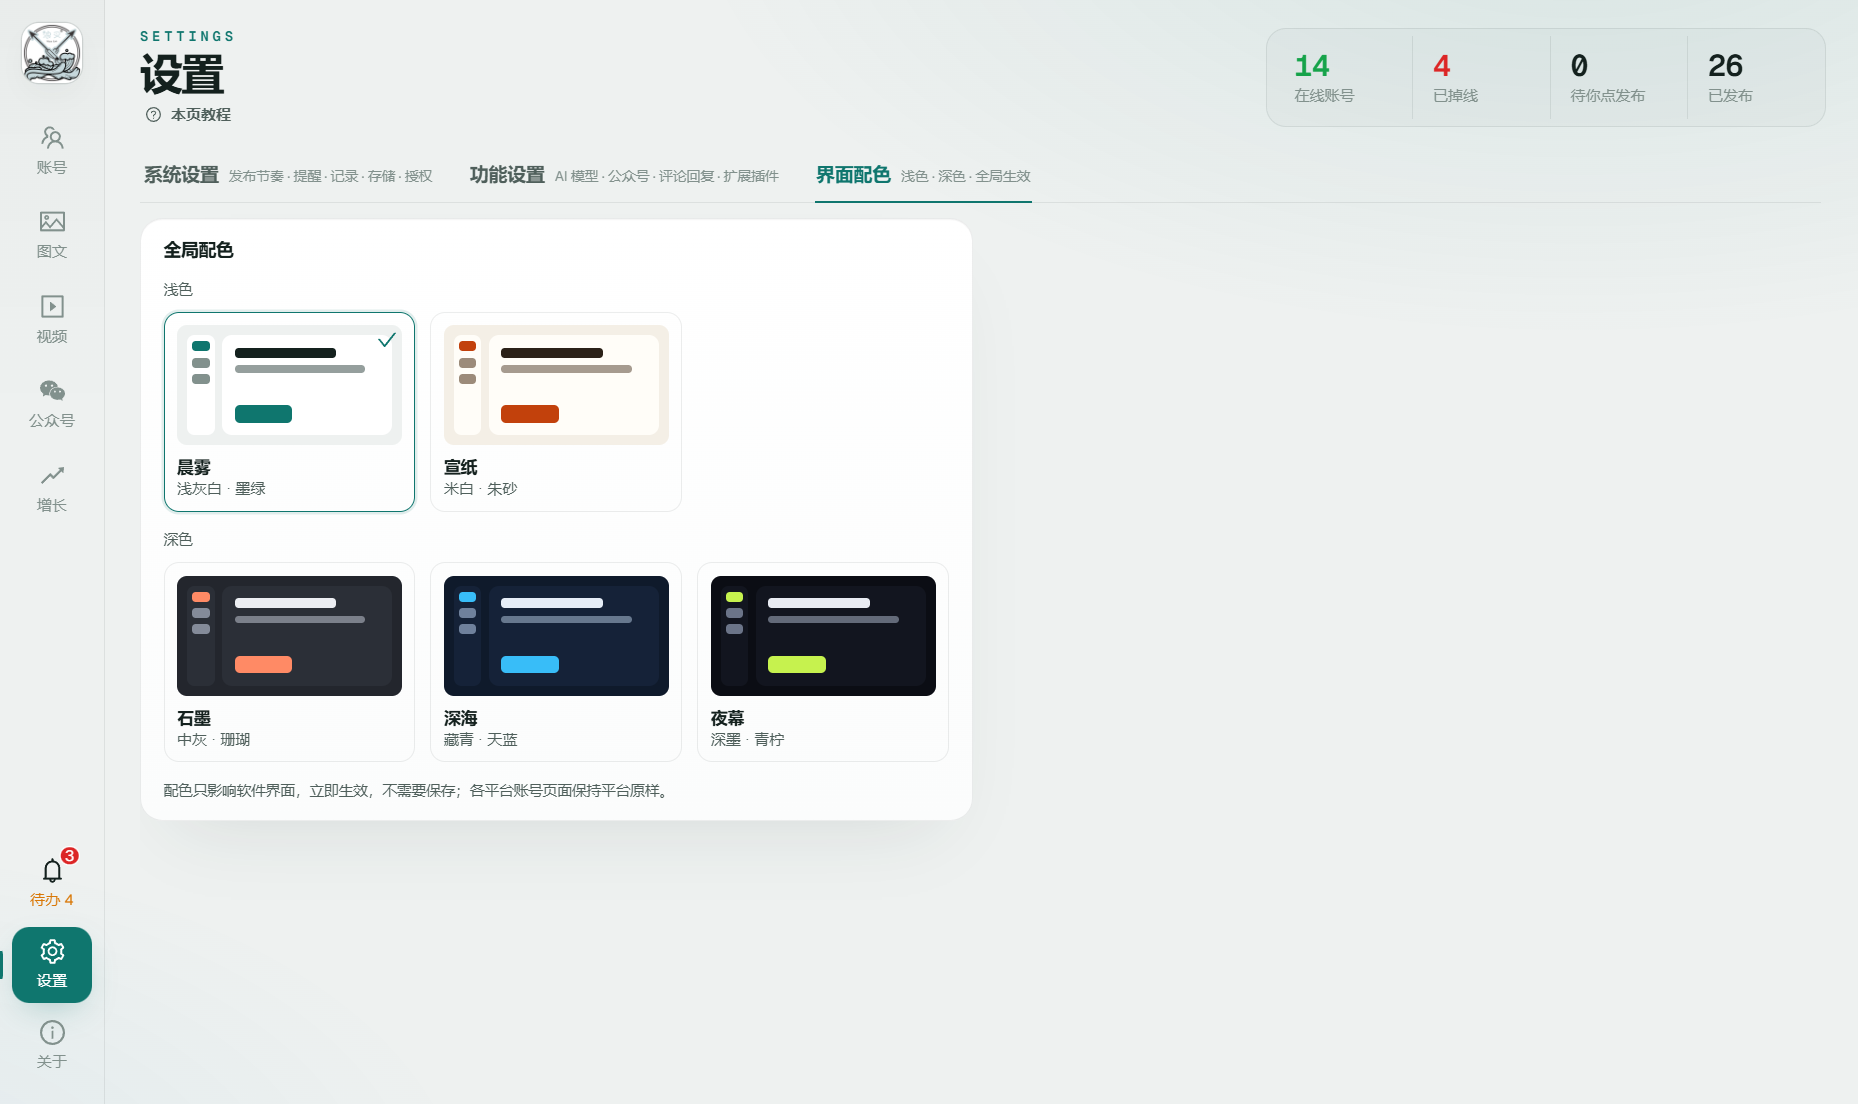 SETTINGS
设置
本页教程
14
在线账号
4
已掉线
0
待你点发布
26
已发布
系统设置 发布节奏 · 提醒 · 记录 · 存储 · 授权
功能设置 AI 模型 · 公众号 · 评论回复 · 扩展插件
界面配色 浅色 · 深色 · 全局生效
账号
图文
视频
公众号
增长
3
待办 4
设置
关于
全局配色
浅色
晨雾
浅灰白 · 墨绿
宣纸
米白 · 朱砂
深色
石墨
中灰 · 珊瑚
深海
藏青 · 天蓝
夜幕
深墨 · 青柠
配色只影响软件界面，立即生效，不需要保存；各平台账号页面保持平台原样。